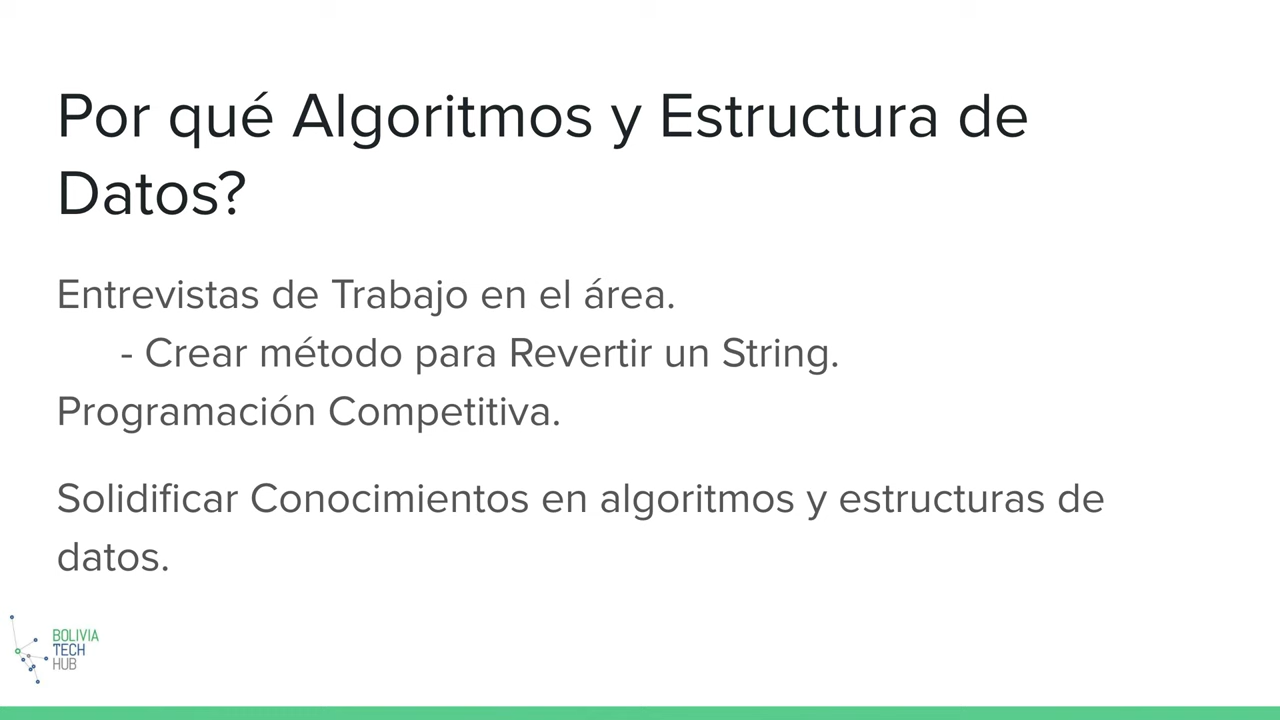 Por qué Algoritmos y Estructura de
Datos?
Entrevistas de Trabajo en el área.
- Crear método para Revertir un String.
Programación Competitiva.
Solidificar Conocimientos en algoritmos y estructuras de
datos.
BOLIVIA
TECH
HUB